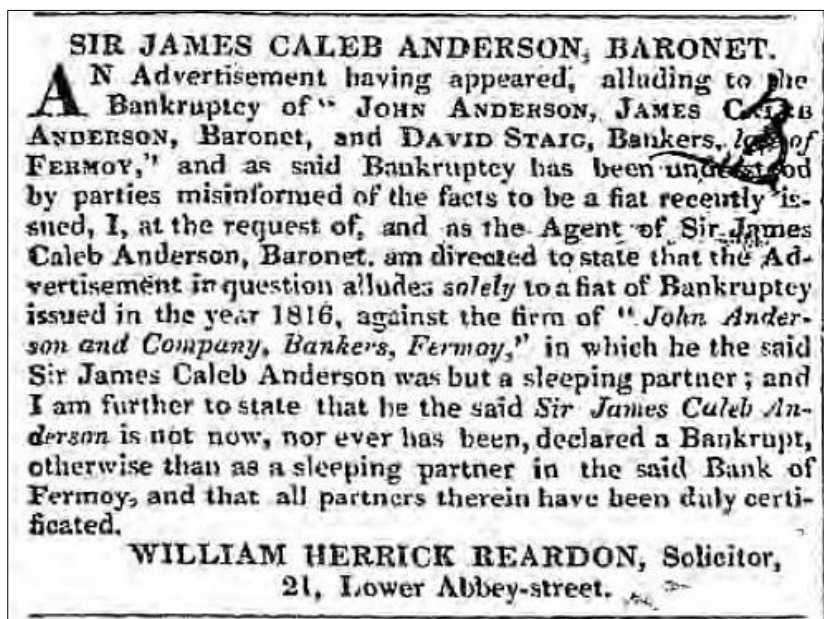 SIR JAMES CALEB ANDERSON, BARONET.
AN Advertisement having appeared, alluding to the
Bankruptcy of "JOHN ANDERSON, JAMES CALEB
ANDERSON, Baronet, and DAVID STAIG, Bankers, late of
FERMOY," and as said Bankruptcy has been understood
by parties misinformed of the facts to be a fiat recently is-
sued, I, at the request of, and as the Agent of Sir James
Caleb Anderson, Baronet. am directed to state that the Ad-
vertisement in question alludes solely to a fiat of Bankruptcy
issued in the year 1816, against the firm of "John Ander-
son and Company, Bankers, Fermoy," in which he the said
Sir James Caleb Anderson was but a sleeping partner; and
I am further to state that he the said Sir James Caleb An-
derson is not now, nor ever has been, declared a Bankrupt,
otherwise than as a sleeping partner in the said Bank of
Fermoy, and that all partners therein have been duly certi-
ficated.
WILLIAM HERRICK REARDON, Solicitor,
21, Lower Abbey-street.